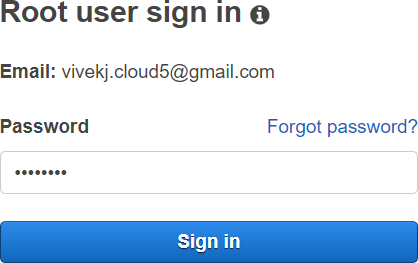 Root user sign in
Email: vivekj.cloud5@gmail.com
Password Forgot password?
••••••••
Sign in